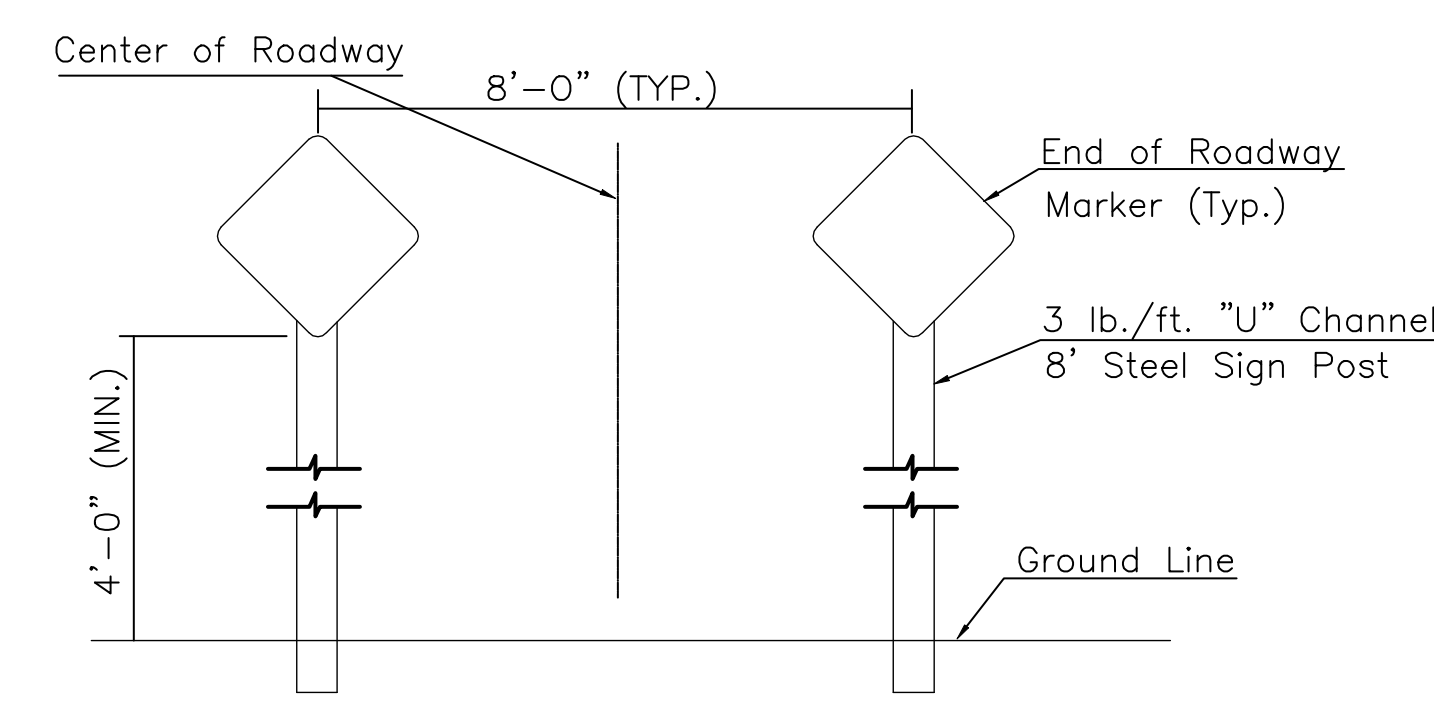 Center of Roadway
8'-0" (TYP.)
End of Roadway
Marker (Typ.)
3 lb./ft. "U" Channel
8' Steel Sign Post
4'-0" (MIN.)
Ground Line